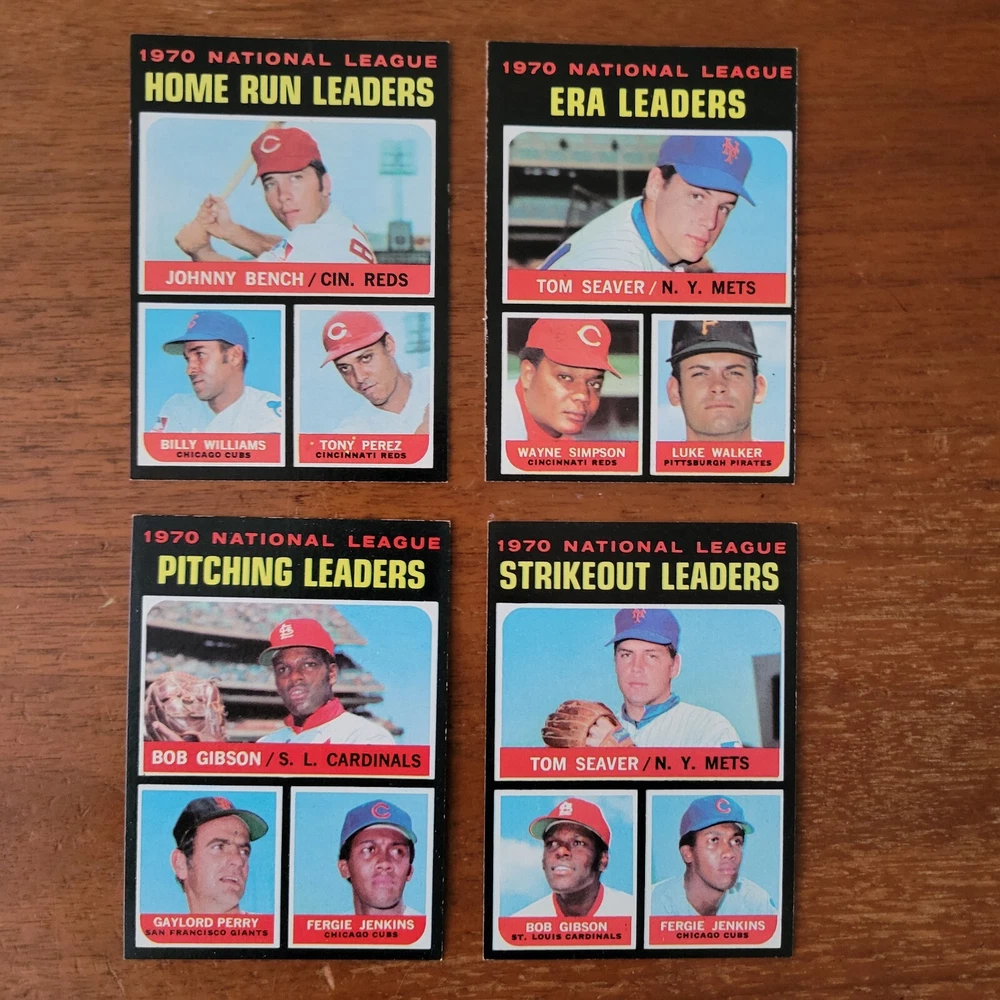 1970 NATIONAL LEAGUE
HOME RUN LEADERS
JOHNNY BENCH / CIN. REDS
BILLY WILLIAMS
CHICAGO CUBS
TONY PEREZ
CINCINNATI REDS
1970 NATIONAL LEAGUE
ERA LEADERS
TOM SEAVER / N. Y. METS
WAYNE SIMPSON
CINCINNATI REDS
LUKE WALKER
PITTSBURGH PIRATES
1970 NATIONAL LEAGUE
PITCHING LEADERS
BOB GIBSON / S. L. CARDINALS
GAYLORD PERRY
SAN FRANCISCO GIANTS
FERGIE JENKINS
CHICAGO CUBS
1970 NATIONAL LEAGUE
STRIKEOUT LEADERS
TOM SEAVER / N. Y. METS
BOB GIBSON
ST. LOUIS CARDINALS
FERGIE JENKINS
CHICAGO CUBS